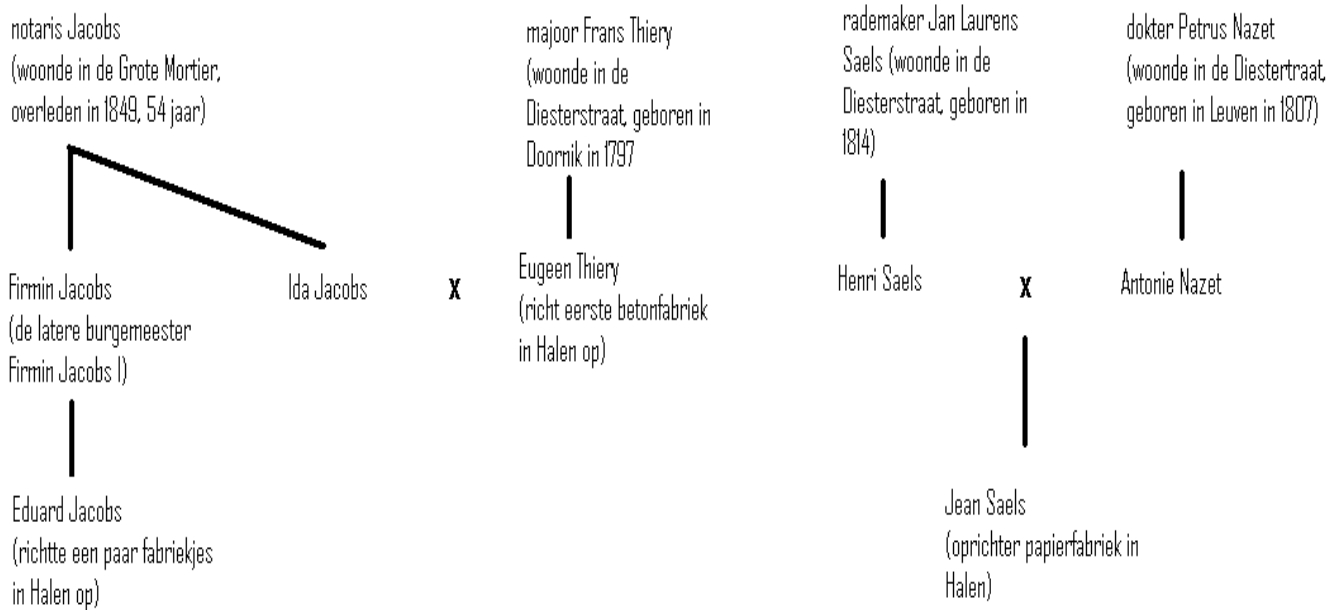 notaris Jacobs
(woonde in de Grote Mortier,
overleden in 1849, 54 jaar)
majoor Frans Thiery
(woonde in de
Diesterstraat, geboren in
Doornik in 1797
rademaker Jan Laurens
Saels (woonde in de
Diesterstraat, geboren in
1814)
dokter Petrus Nazet
(woonde in de Diestertraat,
geboren in Leuven in 1807)
Firmin Jacobs
(de latere burgemeester
Firmin Jacobs I)
Ida Jacobs
x
Eugeen Thiery
(richt eerste betonfabriek
in Halen op)
Henri Saels
x
Antonie Nazet
Eduard Jacobs
(richtte een paar fabriekjes
in Halen op)
Jean Saels
(oprichter papierfabriek in
Halen)